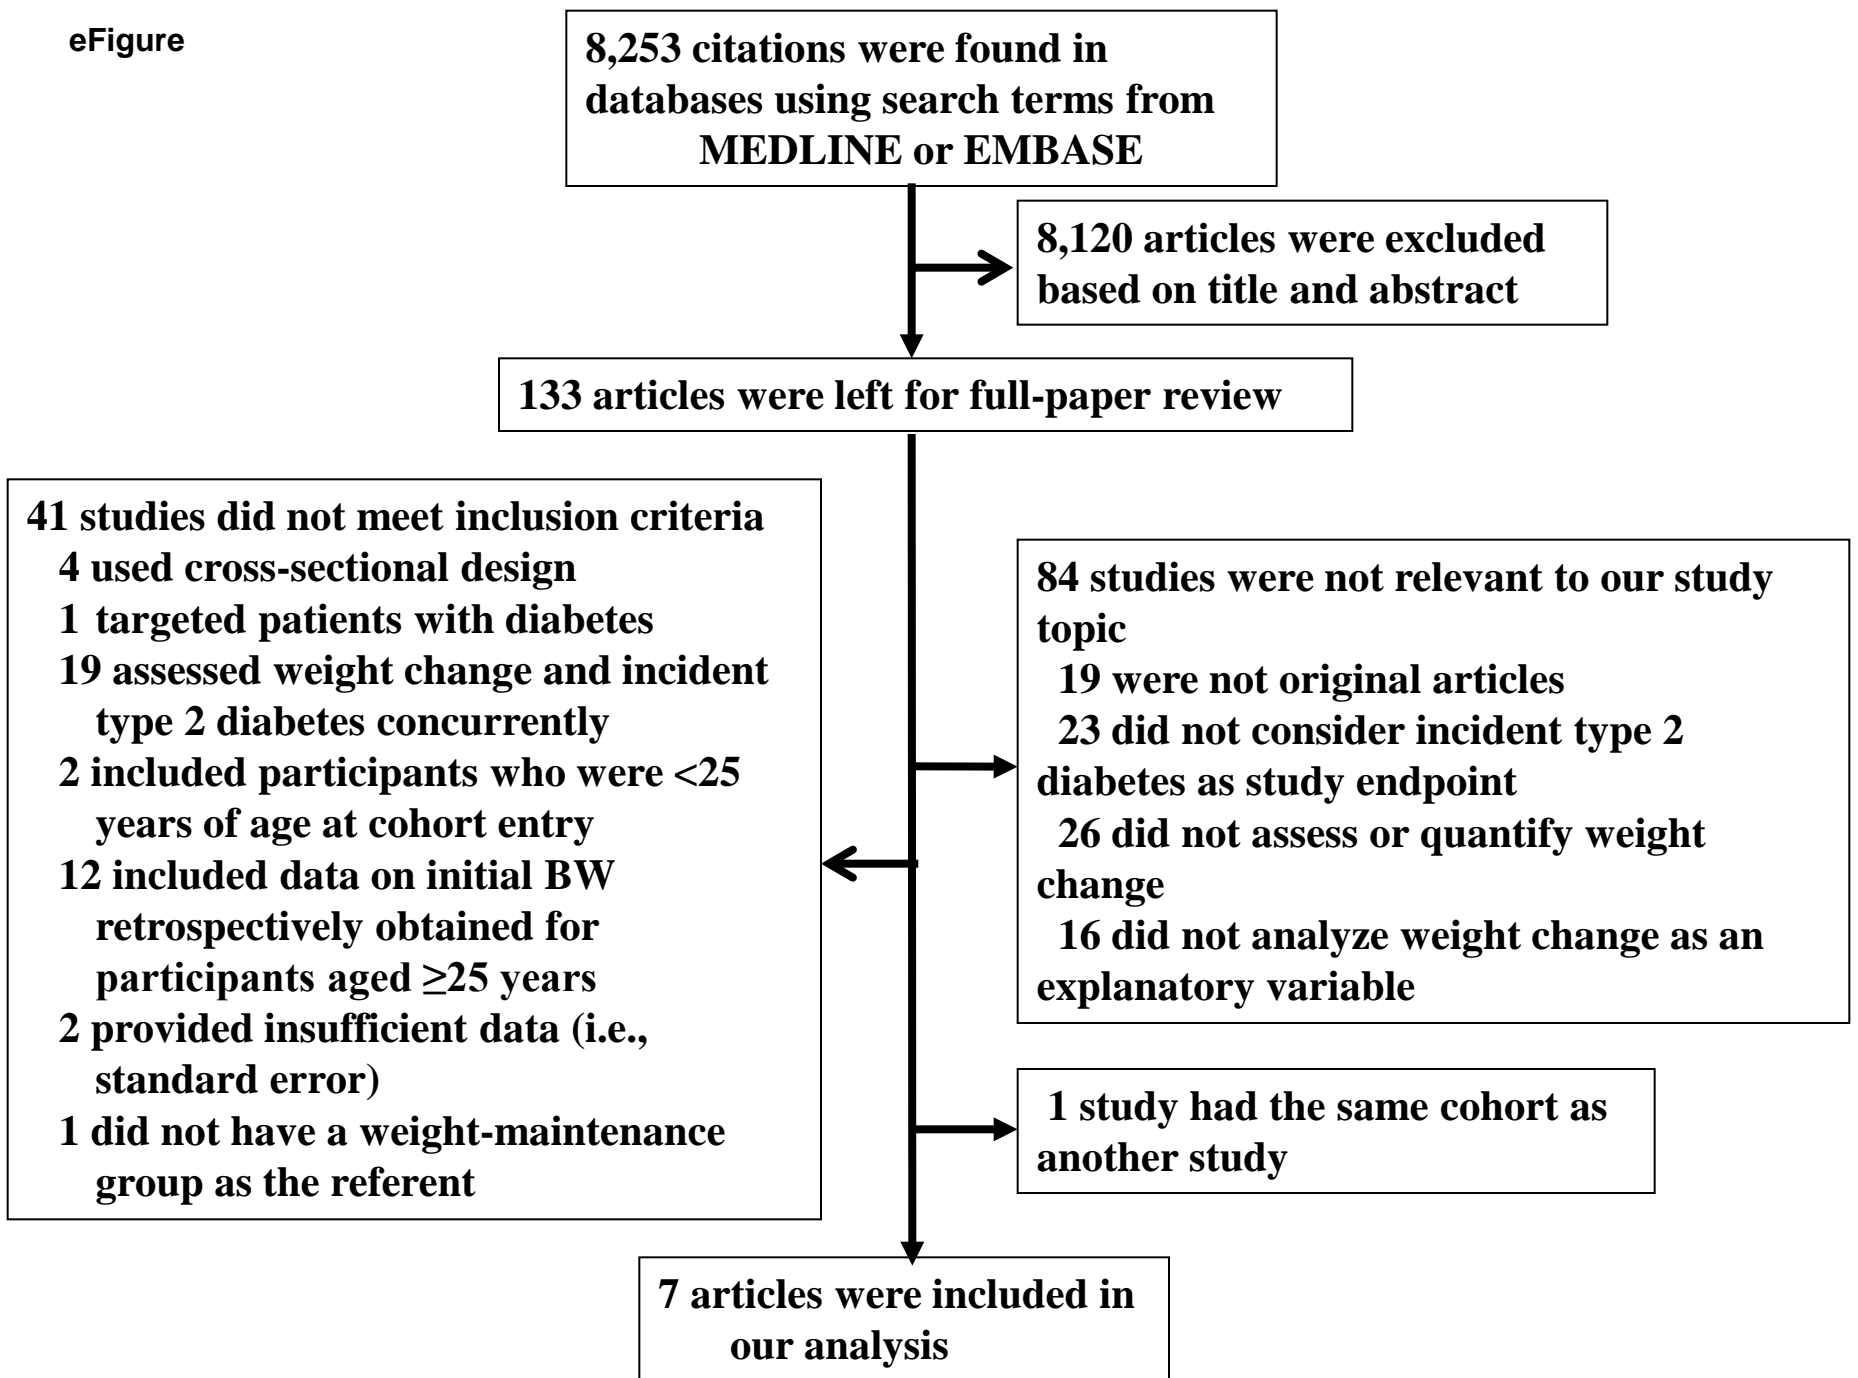 eFigure
8,253 citations were found in
databases using search terms from
MEDLINE or EMBASE
8,120 articles were excluded
based on title and abstract
133 articles were left for full-paper review
41 studies did not meet inclusion criteria
4 used cross-sectional design
1 targeted patients with diabetes
19 assessed weight change and incident
type 2 diabetes concurrently
2 included participants who were <25
years of age at cohort entry
12 included data on initial BW
retrospectively obtained for
participants aged ≥25 years
2 provided insufficient data (i.e.,
standard error)
1 did not have a weight-maintenance
group as the referent
84 studies were not relevant to our study
topic
19 were not original articles
23 did not consider incident type 2
diabetes as study endpoint
26 did not assess or quantify weight
change
16 did not analyze weight change as an
explanatory variable
1 study had the same cohort as
another study
7 articles were included in
our analysis